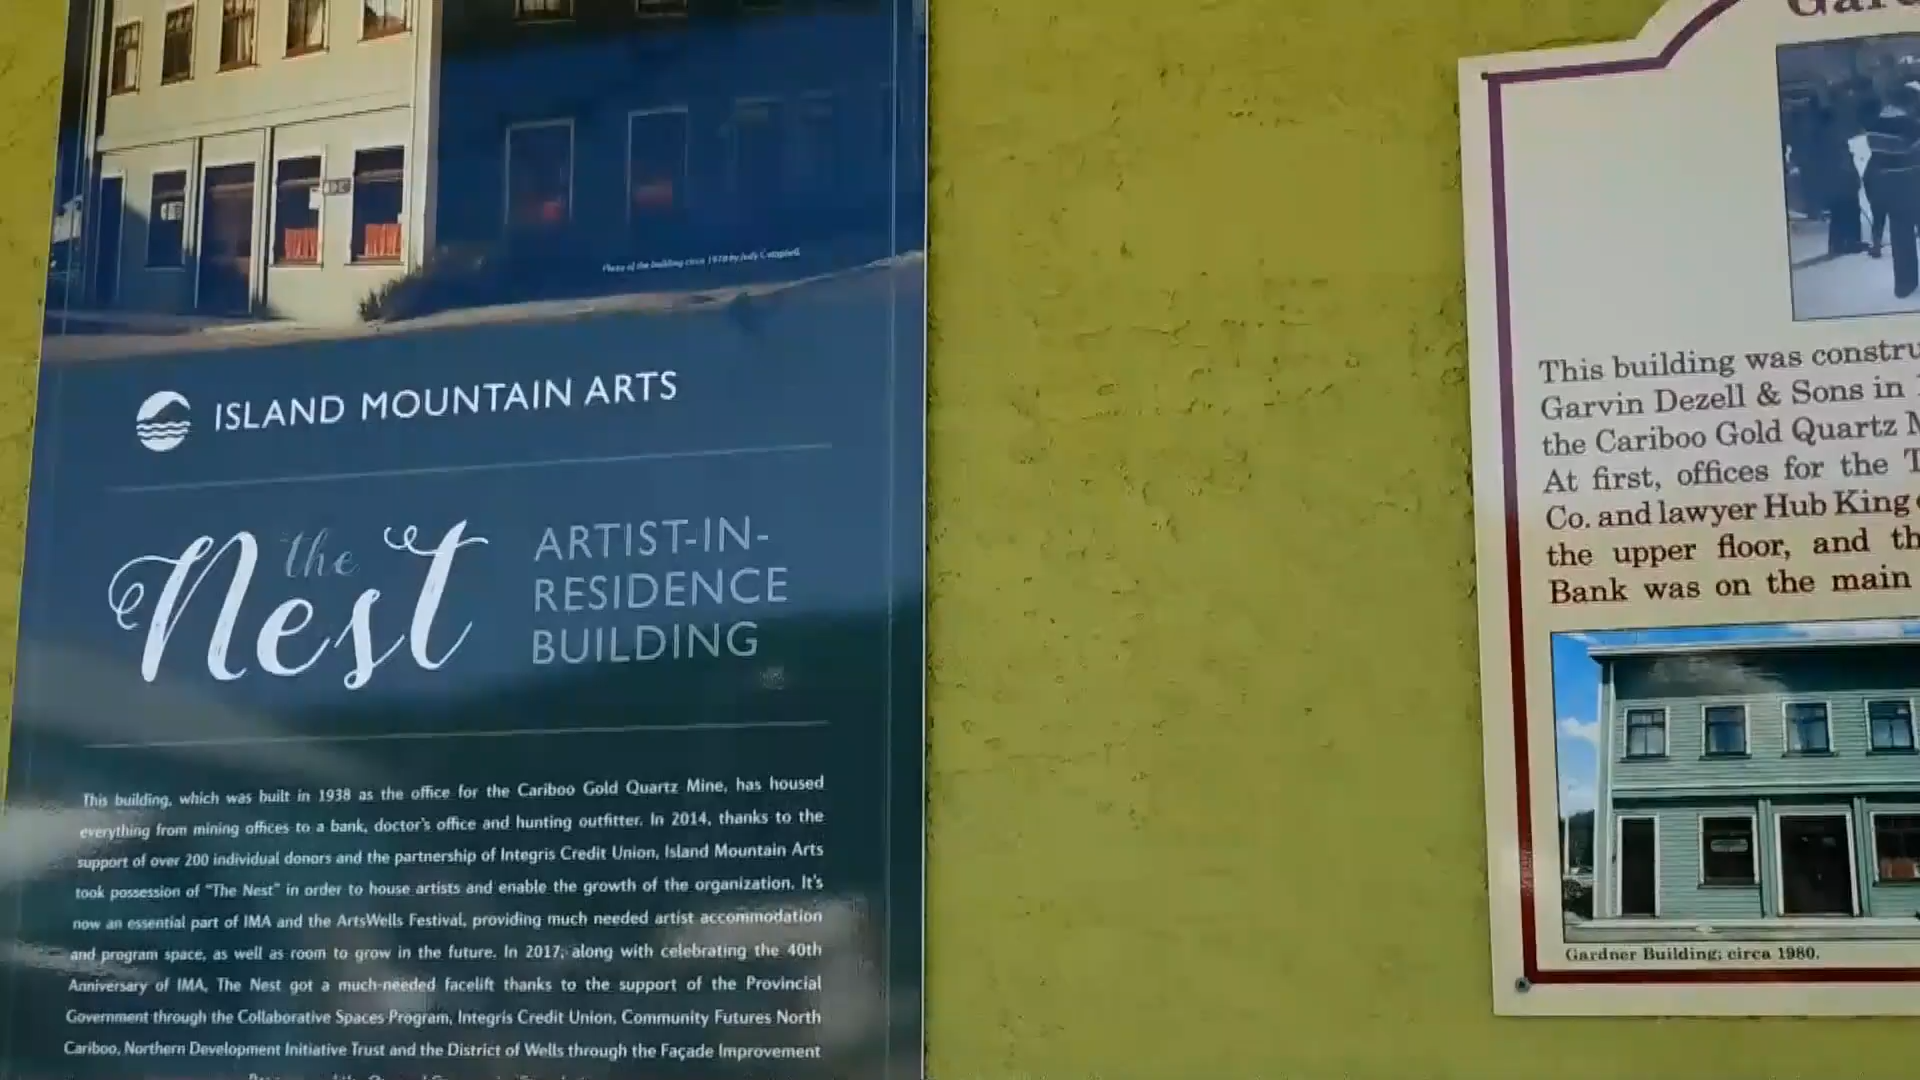 Photo of the building circa 1970 by Judy Campbell
ISLAND MOUNTAIN ARTS
the
Nest
ARTIST-IN-
RESIDENCE
BUILDING
This building, which was built in 1938 as the office for the Cariboo Gold Quartz Mine, has housed
everything from mining offices to a bank, doctor's office and hunting outfitter. In 2014, thanks to the
support of over 200 individual donors and the partnership of Integris Credit Union, Island Mountain Arts
took possession of "The Nest" in order to house artists and enable the growth of the organization. It's
now an essential part of IMA and the ArtsWells Festival, providing much needed artist accommodation
and program space, as well as room to grow in the future. In 2017, along with celebrating the 40th
Anniversary of IMA, The Nest got a much-needed facelift thanks to the support of the Provincial
Government through the Collaborative Spaces Program, Integris Credit Union, Community Futures North
Cariboo, Northern Development Initiative Trust and the District of Wells through the Façade Improvement
This building was constru
Garvin Dezell & Sons in
the Cariboo Gold Quartz M
At first, offices for the T
Co. and lawyer Hub King
the upper floor, and th
Bank was on the main
Gardner Building; circa 1980.